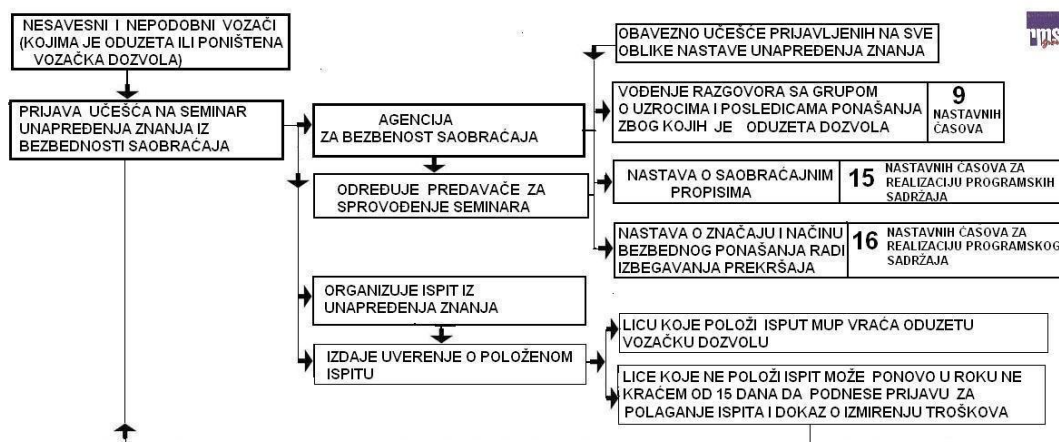 NESAVESNI I NEPODOBNI VOZAČI
(KOJIMA JE ODUZETA ILI PONIŠTENA
VOZAČKA DOZVOLA)
PRIJAVA UČEŠĆA NA SEMINAR
UNAPREĐENJA ZNANJA IZ
BEZBEDNOSTI SAOBRAĆAJA
AGENCIJA
ZA BEZBENOST SAOBRAĆAJA
ODREĐUJE PREDAVAČE ZA
SPROVOĐENJE SEMINARA
ORGANIZUJE ISPIT IZ
UNAPREĐENJA ZNANJA
IZDAJE UVERENJE O POLOŽENOM
ISPITU
OBAVEZNO UČEŠĆE PRIJAVLJENIH NA SVE
OBLIKE NASTAVE UNAPREĐENJA ZNANJA
VOĐENJE RAZGOVORA SA GRUPOM
O UZROCIMA I POSLEDICAMA PONAŠANJA
ZBOG KOJIH JE ODUZETA DOZVOLA
9
NASTAVNIH
ČASOVA
NASTAVA O SAOBRAĆAJNIM
PROPISIMA
15
NASTAVNIH ČASOVA ZA
REALIZACIJU PROGRAMSKIH
SADRŽAJA
NASTAVA O ZNAČAJU I NAČINU
BEZBEDNOG PONAŠANJA RADI
IZBEGAVANJA PREKRŠAJA
16
NASTAVNIH ČASOVA ZA
REALIZACIJU PROGRAMSKOG
SADRŽAJA
LICU KOJE POLOŽI ISPUT MUP VRAĆA ODUZETU
VOZAČKU DOZVOLU
LICE KOJE NE POLOŽI ISPIT MOŽE PONOVO U ROKU NE
KRAĆEM OD 15 DANA DA PODNESE PRIJAVU ZA
POLAGANJE ISPITA I DOKAZ O IZMIRENJU TROŠKOVA
rms